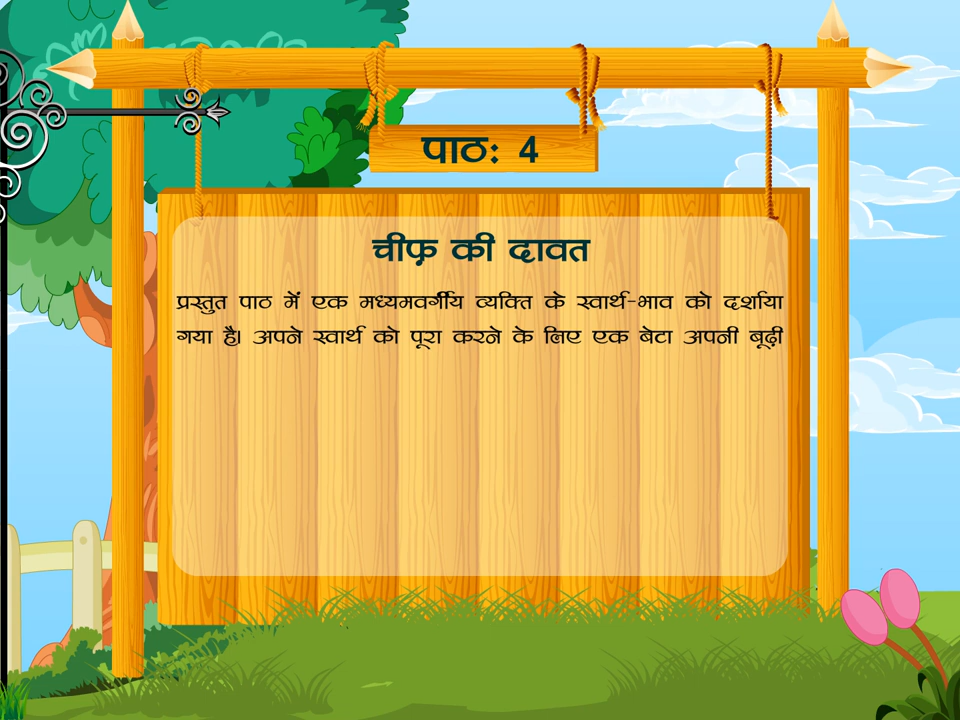 पाठः 4
चीफ़ की दावत
प्रस्तुत पाठ में एक मध्यमवर्गीय व्यक्ति के स्वार्थ-भाव को दर्शाया
गया है। अपने स्वार्थ को पूरा करने के लिए एक बेटा अपनी बूढ़ी